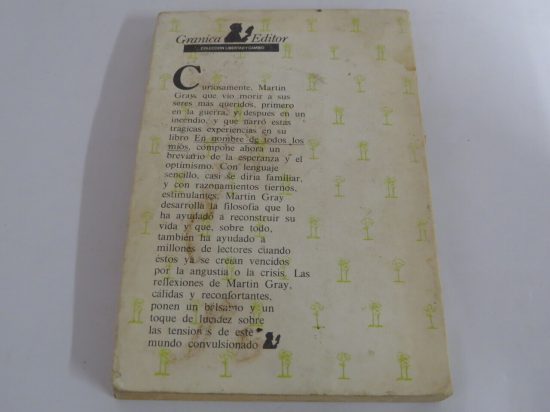 Granica Editor
COLECCION LIBERTAD Y CAMBIO
Curiosamente, Martin
Gray, que vio morir a sus
seres más queridos, primero
en la guerra, y después en un
incendio, y que narró estas
trágicas experiencias en su
libro En nombre de todos los
míos, compone ahora un
breviario de la esperanza y el
optimismo. Con lenguaje
sencillo, casi se diría familiar,
y con razonamientos tiernos,
estimulantes, Martin Gray
desarrolla la filosofía que lo
ha ayudado a reconstruir su
vida y que, sobre todo,
también ha ayudado a
millones de lectores cuando
éstos ya se creían vencidos
por la angustia o la crisis. Las
reflexiones de Martin Gray,
cálidas y reconfortantes,
ponen un bálsamo y un
toque de lucidez sobre
las tension s de este
mundo convulsionado